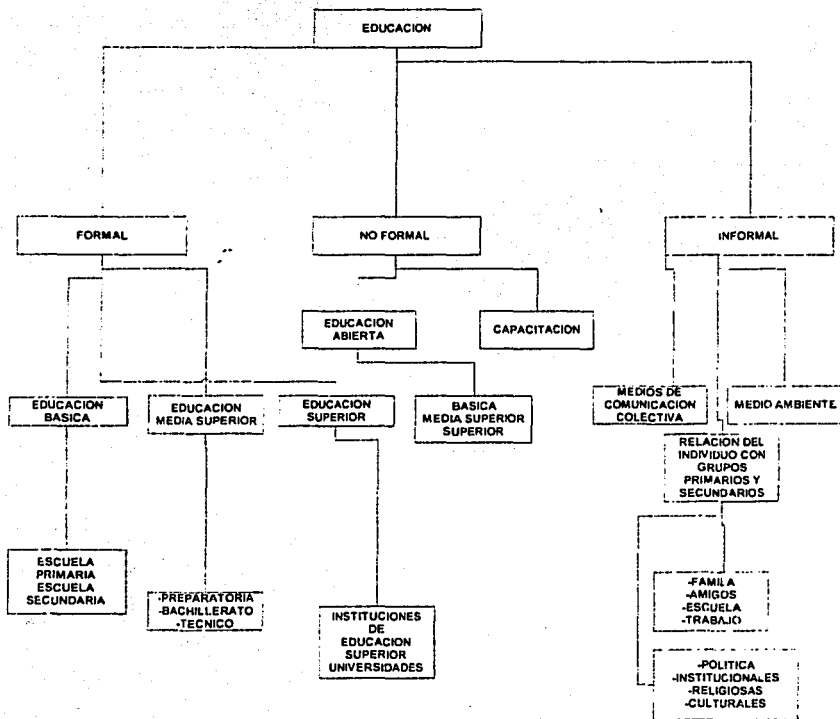 EDUCACION
FORMAL
NO FORMAL
INFORMAL
EDUCACION
ABIERTA
CAPACITACION
EDUCACION
BASICA
EDUCACION
MEDIA SUPERIOR
EDUCACION
SUPERIOR
BASICA
MEDIA SUPERIOR
SUPERIOR
MEDIOS DE
COMUNICACION
COLECTIVA
MEDIO AMBIENTE
RELACION DEL
INDIVIDUO CON
GRUPOS
PRIMARIOS Y
SECUNDARIOS
ESCUELA
PRIMARIA
ESCUELA
SECUNDARIA
-PREPARATORIA
-BACHILLERATO
-TECNICO
INSTITUCIONES
DE
EDUCACION
SUPERIOR
UNIVERSIDADES
-FAMILA
-AMIGOS
-ESCUELA
-TRABAJO
-POLITICA
-INSTITUCIONALES
-RELIGIOSAS
-CULTURALES